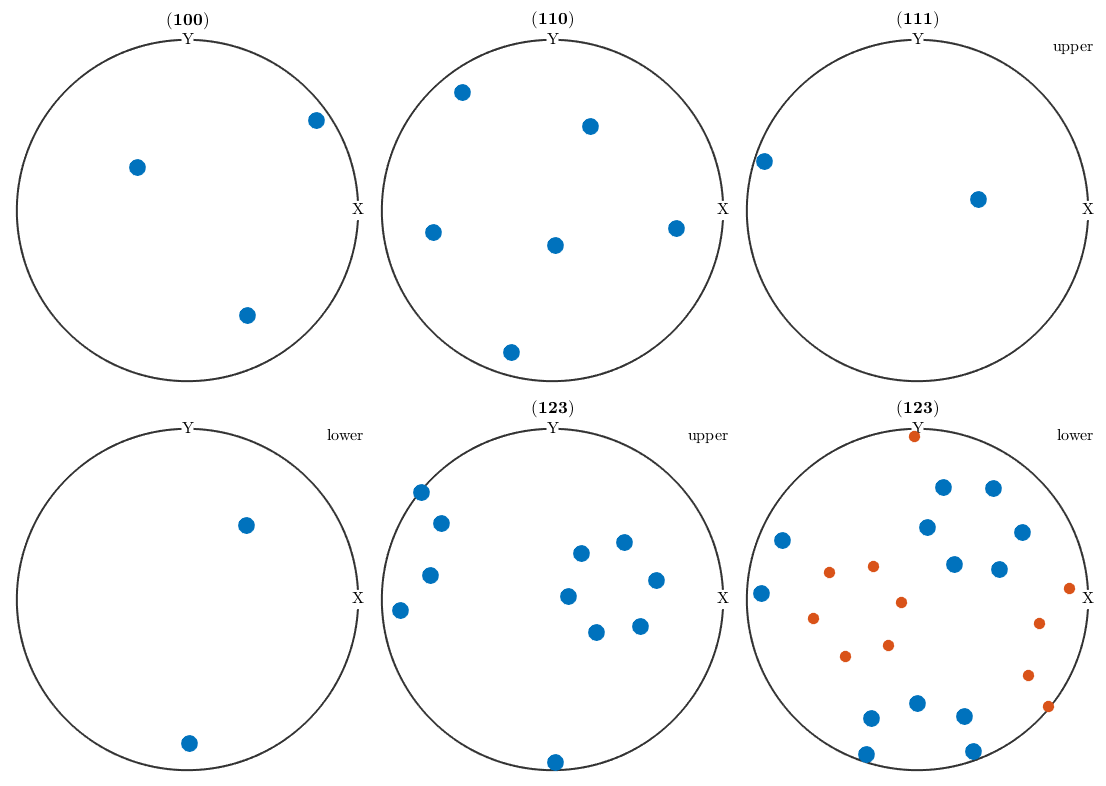 (100)
(110)
(111)
Y
Y
Y
upper
X
X
X
(123)
(123)
Y
lower
Y
upper
Y
lower
X
X
X